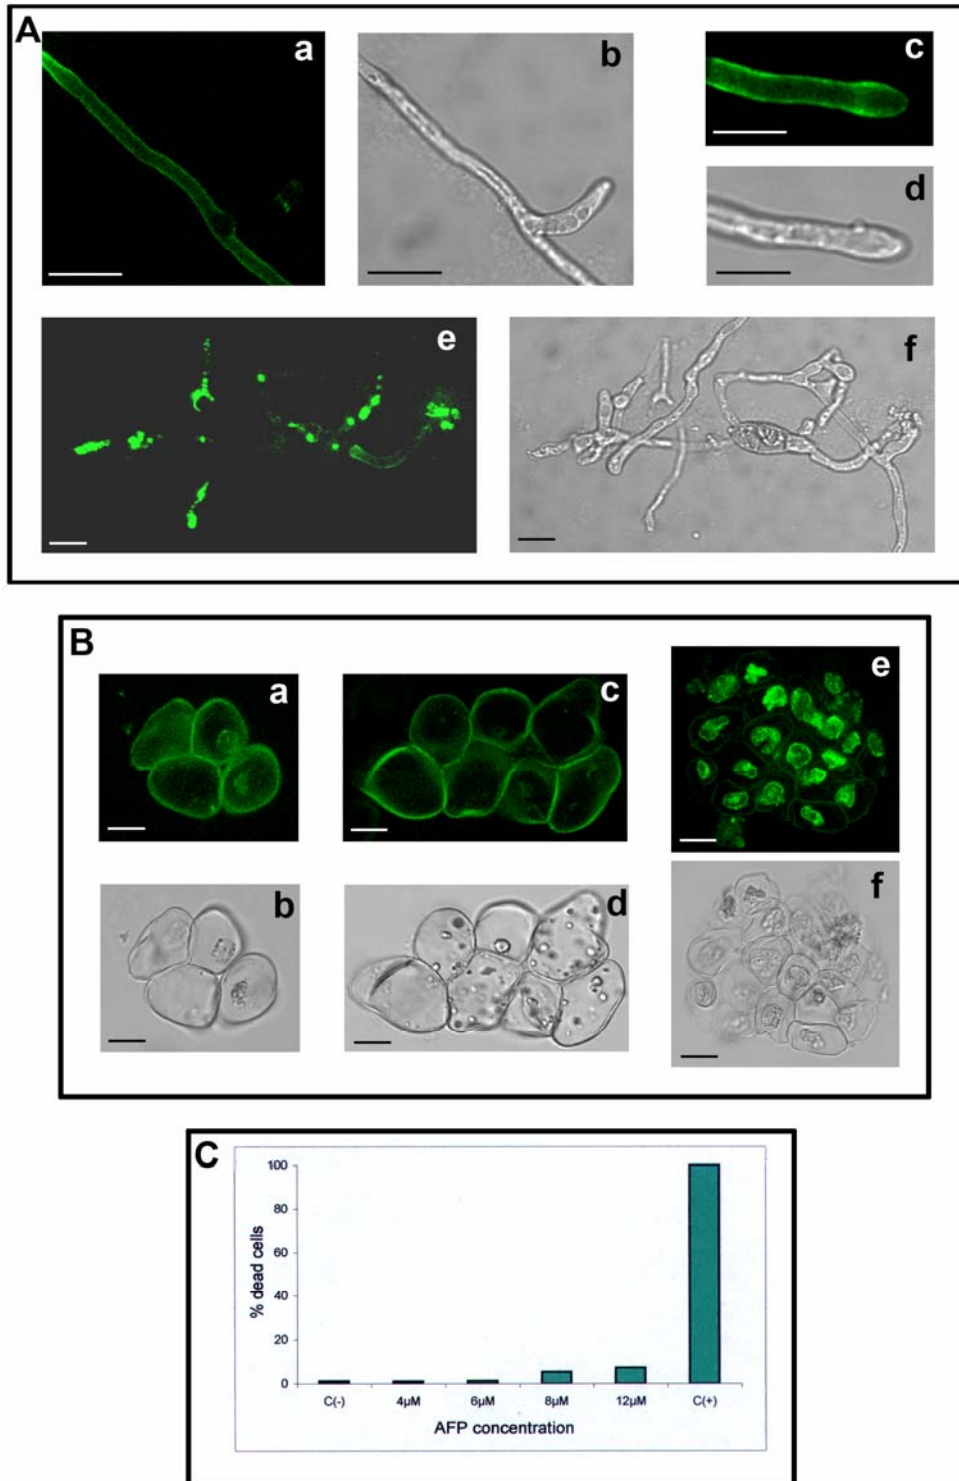 A
a
b
c
d
e
f
B
a
c
e
b
d
f
C
100
80
60
40
20
0
% dead cells
C(-) 4µM 6µM 8µM 12µM C(+)
AFP concentration